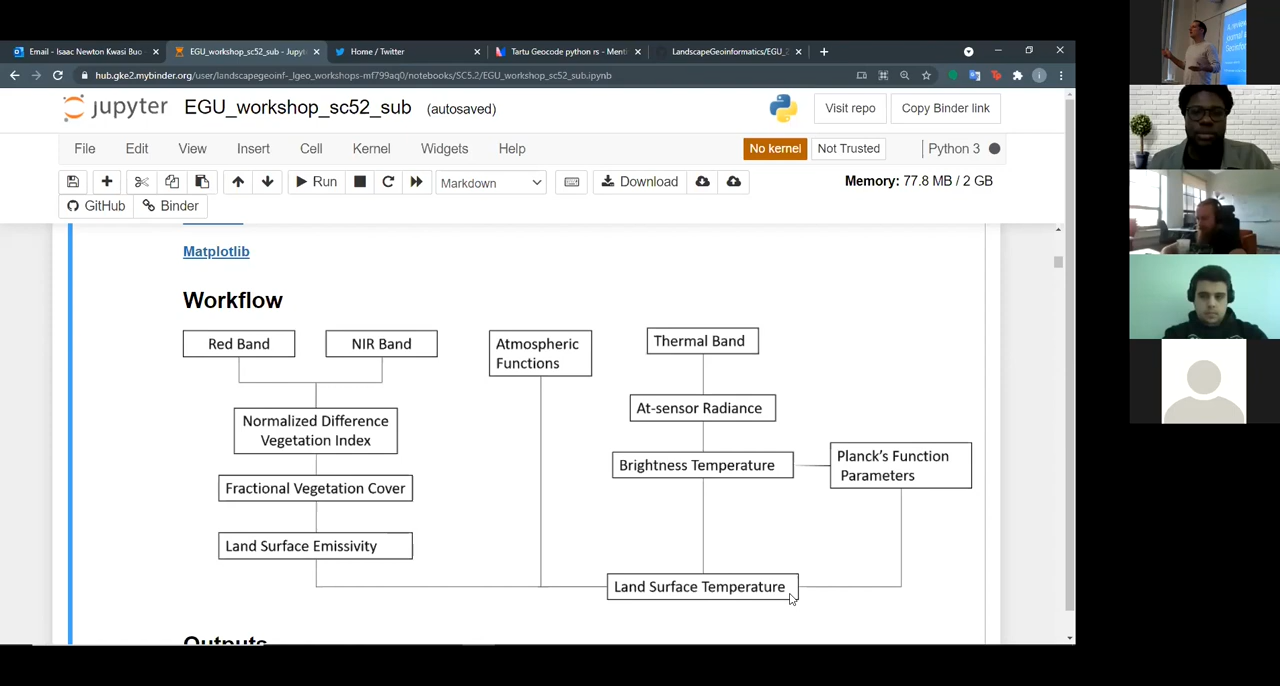 Email - Isaac Newton Kwasi Buo -
EGU_workshop_sc52_sub - Jupyt
Home / Twitter
Tartu Geocode python rs - Menti
LandscapeGeoinformatics/EGU_2
hub.gke2.mybinder.org/user/landscapegeoinf-_lgeo_workshops-mf799aq0/notebooks/SC5.2/EGU_workshop_sc52_sub.ipynb
jupyter EGU_workshop_sc52_sub (autosaved)
Visit repo
Copy Binder link
File Edit View Insert Cell Kernel Widgets Help
No kernel
Not Trusted
Python 3
Run
Markdown
Download
Memory: 77.8 MB / 2 GB
GitHub
Binder
Matplotlib
Workflow
Red Band
NIR Band
Atmospheric
Functions
Thermal Band
At-sensor Radiance
Normalized Difference
Vegetation Index
Brightness Temperature
Planck's Function
Parameters
Fractional Vegetation Cover
Land Surface Emissivity
Land Surface Temperature
Outputs